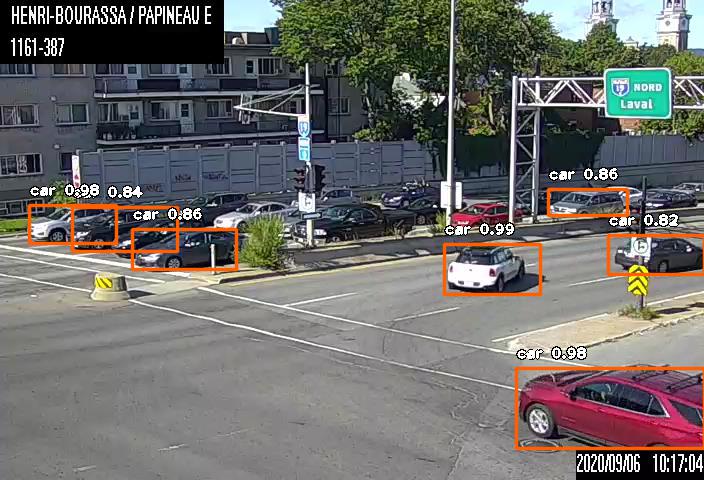 HENRI-BOURASSA / PAPINEAU E
1161-387
19 NORD
Laval
car 0.98
0.84
car 0.86
car 0.86
car 0.82
car 0.99
car 0.98
2020/09/06 10:17:04